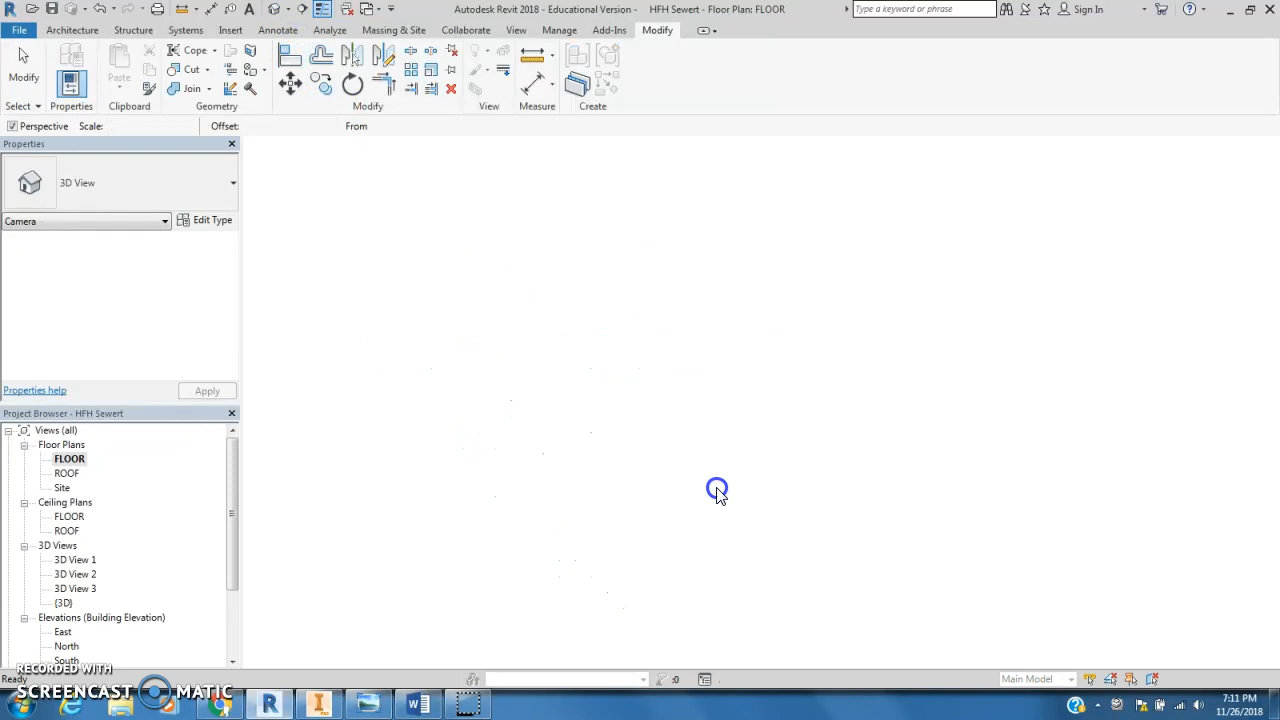 Autodesk Revit 2018 - Educational Version - HFH Sewert - Floor Plan: FLOOR
Type a keyword or phrase
Sign In
File Architecture Structure Systems Insert Annotate Analyze Massing & Site Collaborate View Manage Add-Ins Modify
Modify
Paste
Cope
Cut
Join
Select Properties Clipboard Geometry Modify View Measure Create
Perspective Scale: Offset: From
Properties
3D View
Camera
Edit Type
Properties help
Apply
Project Browser - HFH Sewert
Views (all)
Floor Plans
FLOOR
ROOF
Site
Ceiling Plans
FLOOR
ROOF
3D Views
3D View 1
3D View 2
3D View 3
{3D}
Elevations (Building Elevation)
East
North
South
RECORDED WITH
SCREENCAST MATIC
Ready
:0
Main Model
7:11 PM
11/26/2018